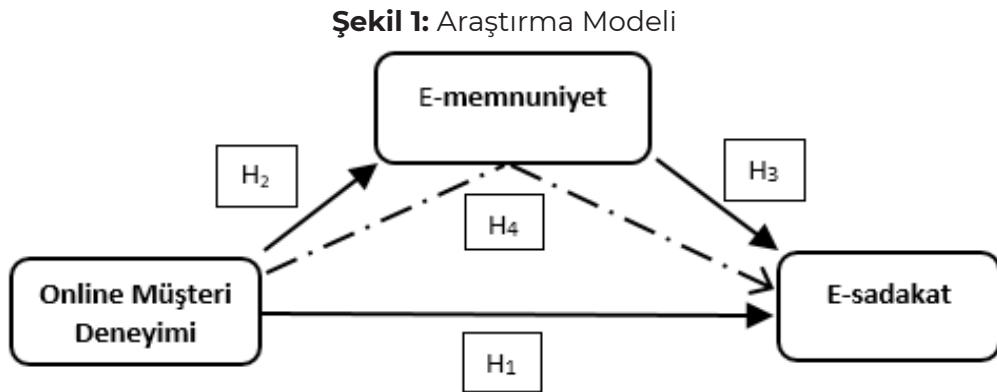 Şekil 1: Araştırma Modeli
E-memnuniyet
H₂
H₃
H₄
Online Müşteri
Deneyimi
E-sadakat
H₁